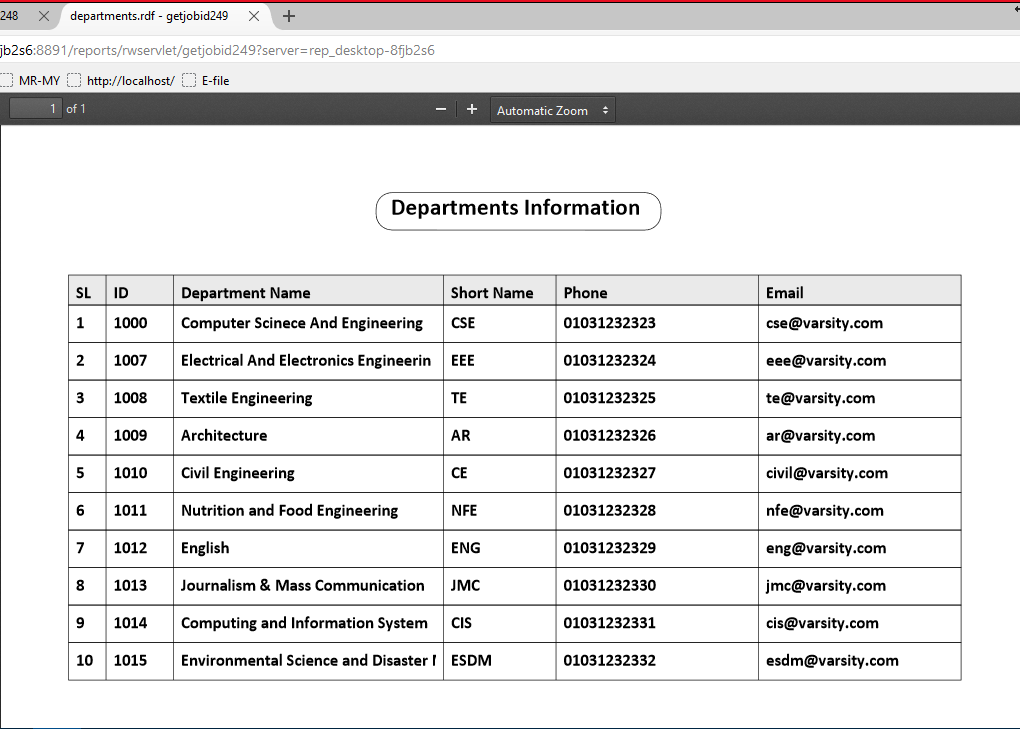 248
departments.rdf - getjobid249
jb2s6:8891/reports/rwservlet/getjobid249?server=rep_desktop-8fjb2s6
MR-MY http://localhost/ E-file
1 of 1 Automatic Zoom
Departments Information
SL ID Department Name Short Name Phone Email
1 1000 Computer Scinece And Engineering CSE 01031232323 cse@varsity.com
2 1007 Electrical And Electronics Engineerin EEE 01031232324 eee@varsity.com
3 1008 Textile Engineering TE 01031232325 te@varsity.com
4 1009 Architecture AR 01031232326 ar@varsity.com
5 1010 Civil Engineering CE 01031232327 civil@varsity.com
6 1011 Nutrition and Food Engineering NFE 01031232328 nfe@varsity.com
7 1012 English ENG 01031232329 eng@varsity.com
8 1013 Journalism & Mass Communication JMC 01031232330 jmc@varsity.com
9 1014 Computing and Information System CIS 01031232331 cis@varsity.com
10 1015 Environmental Science and Disaster ESDM 01031232332 esdm@varsity.com